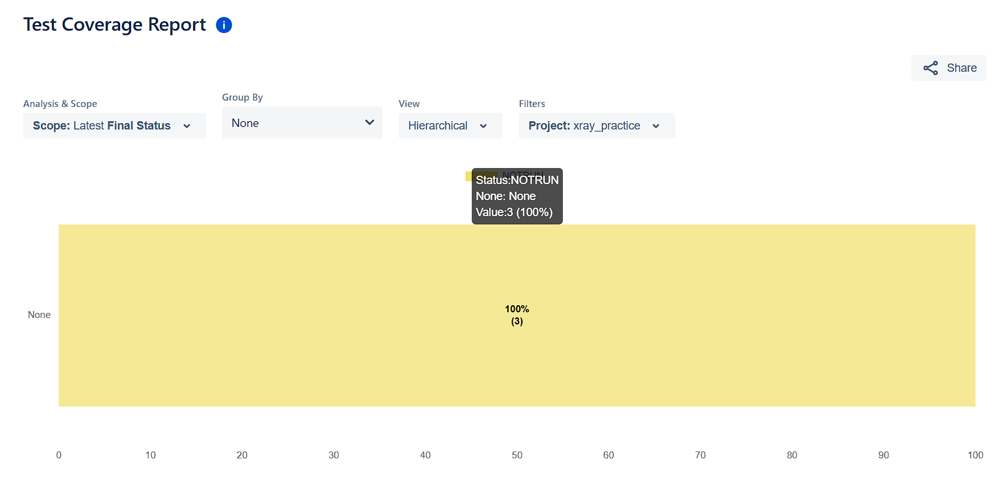 Test Coverage Report
Share
Analysis & Scope
Group By
View
Filters
Scope: Latest Final Status
None
Hierarchical
Project: xray_practice
NOTRUN
Status:NOTRUN
None: None
Value:3 (100%)
100%
(3)
None
0 10 20 30 40 50 60 70 80 90 100